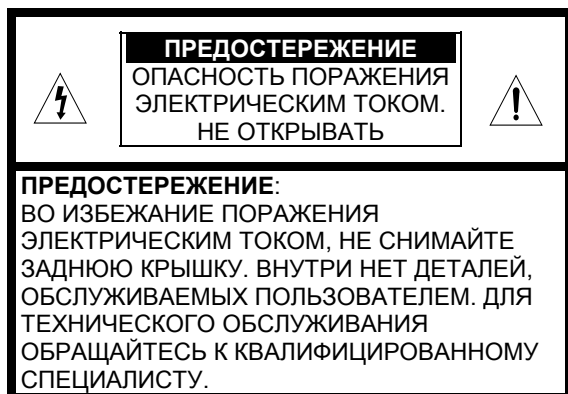 ПРЕДОСТЕРЕЖЕНИЕ
ОПАСНОСТЬ ПОРАЖЕНИЯ
ЭЛЕКТРИЧЕСКИМ ТОКОМ.
НЕ ОТКРЫВАТЬ
ПРЕДОСТЕРЕЖЕНИЕ:
ВО ИЗБЕЖАНИЕ ПОРАЖЕНИЯ
ЭЛЕКТРИЧЕСКИМ ТОКОМ, НЕ СНИМАЙТЕ
ЗАДНЮЮ КРЫШКУ. ВНУТРИ НЕТ ДЕТАЛЕЙ,
ОБСЛУЖИВАЕМЫХ ПОЛЬЗОВАТЕЛЕМ. ДЛЯ
ТЕХНИЧЕСКОГО ОБСЛУЖИВАНИЯ
ОБРАЩАЙТЕСЬ К КВАЛИФИЦИРОВАННОМУ
СПЕЦИАЛИСТУ.